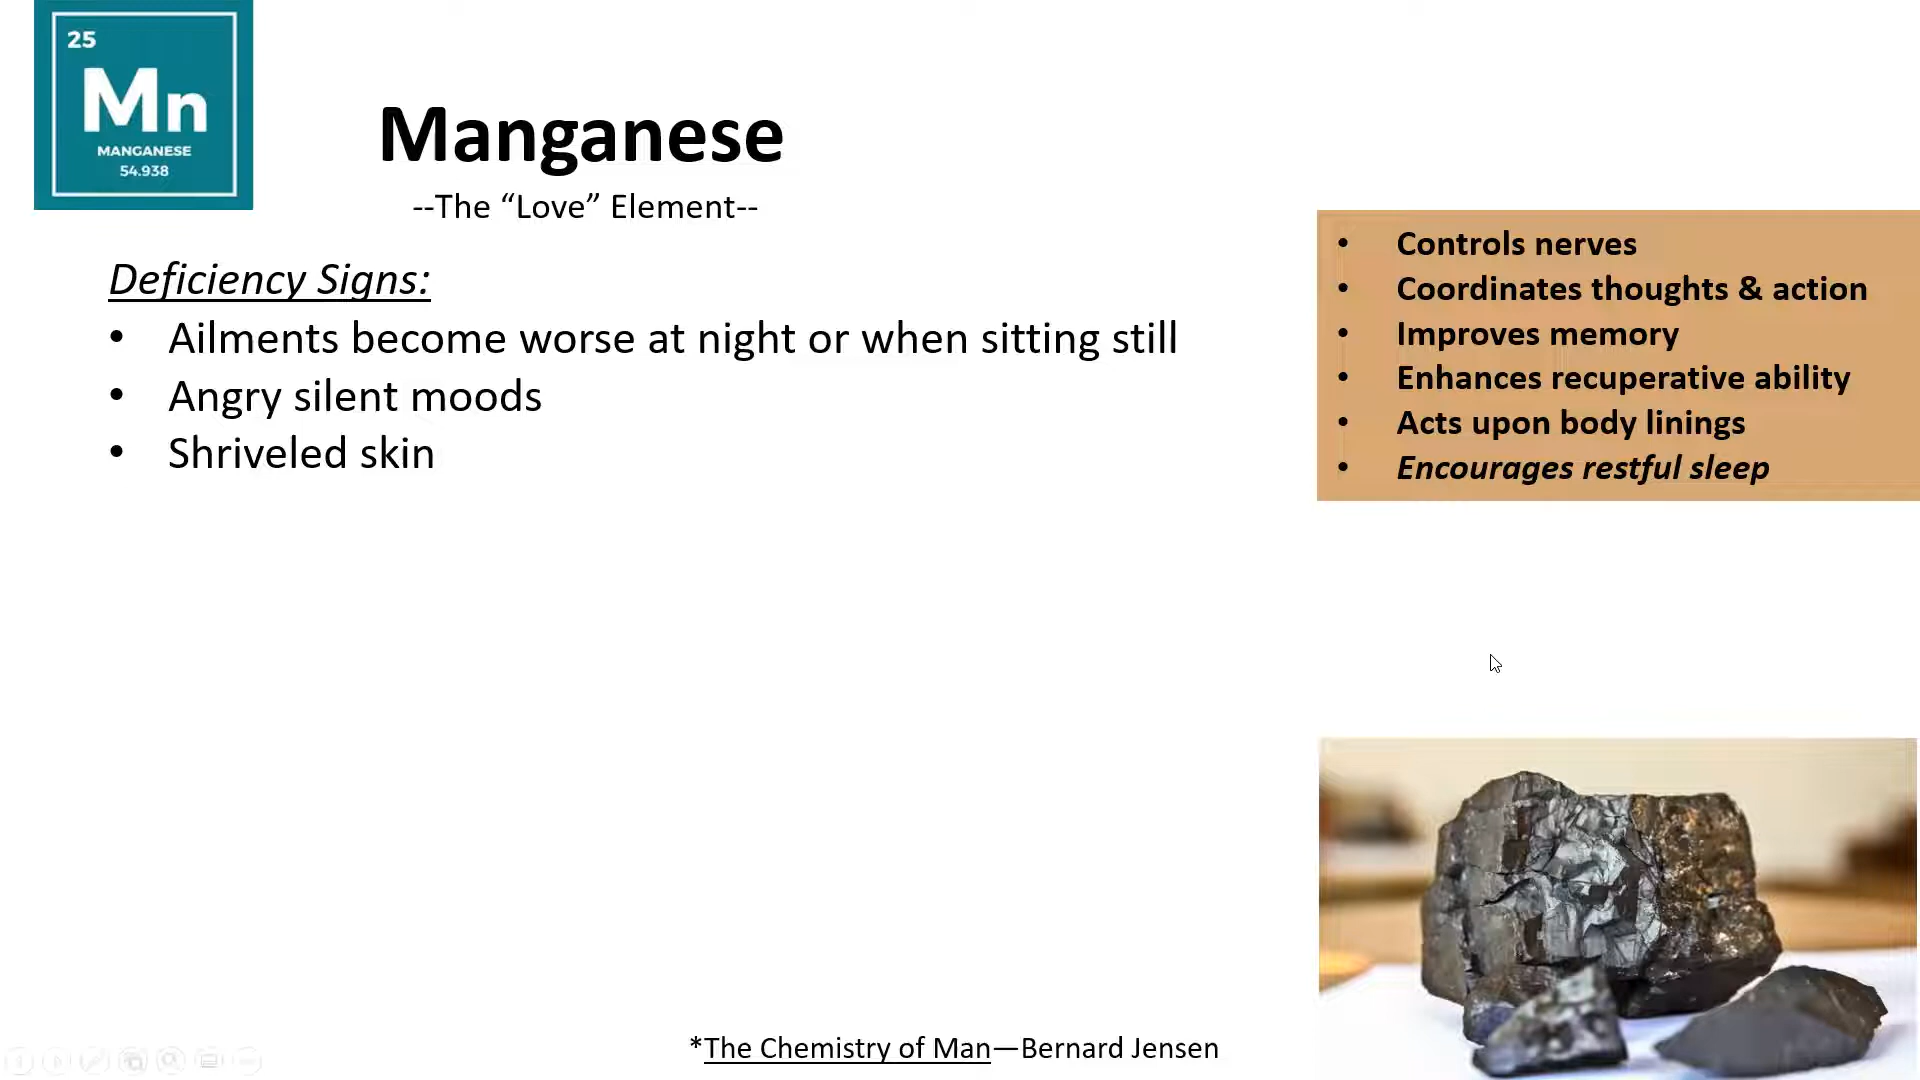 25
Mn
MANGANESE
54.938
Manganese
--The “Love” Element--
Deficiency Signs:
• Ailments become worse at night or when sitting still
• Angry silent moods
• Shriveled skin
• Controls nerves
• Coordinates thoughts & action
• Improves memory
• Enhances recuperative ability
• Acts upon body linings
• Encourages restful sleep
*The Chemistry of Man—Bernard Jensen